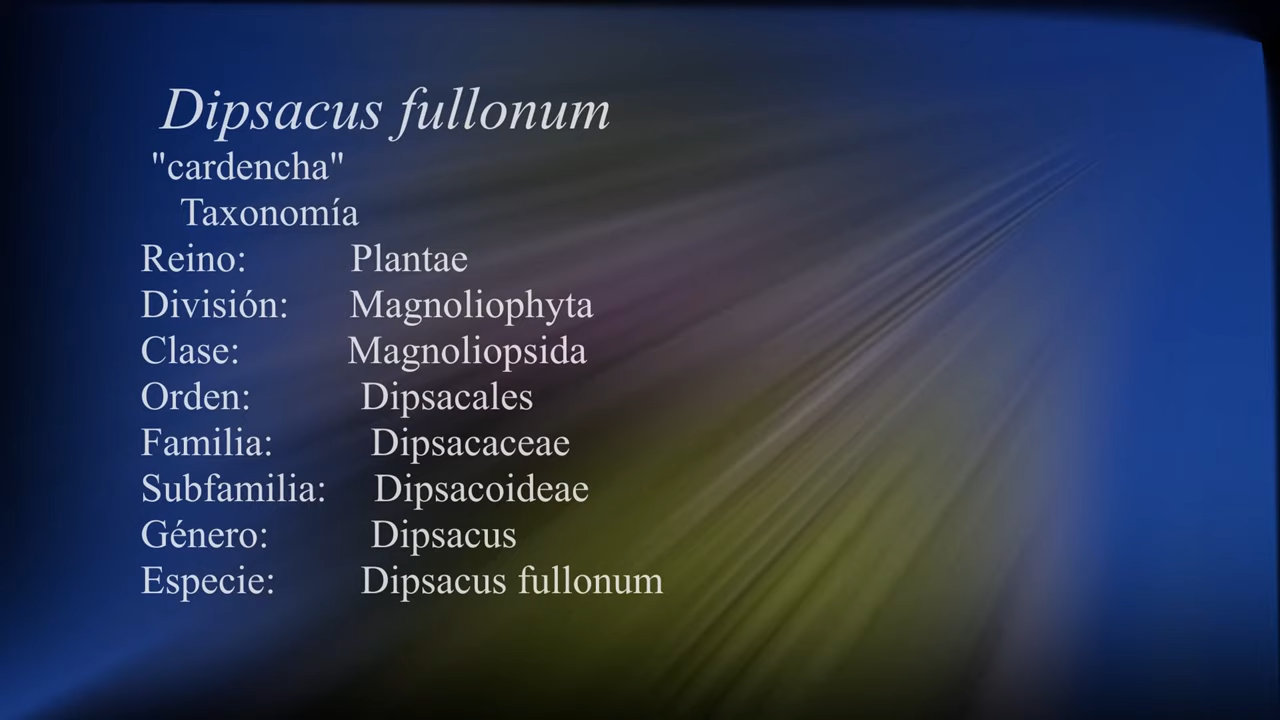 Dipsacus fullonum
"cardencha"
Taxonomía
Reino: Plantae
División: Magnoliophyta
Clase: Magnoliopsida
Orden: Dipsacales
Familia: Dipsacaceae
Subfamilia: Dipsacoideae
Género: Dipsacus
Especie: Dipsacus fullonum